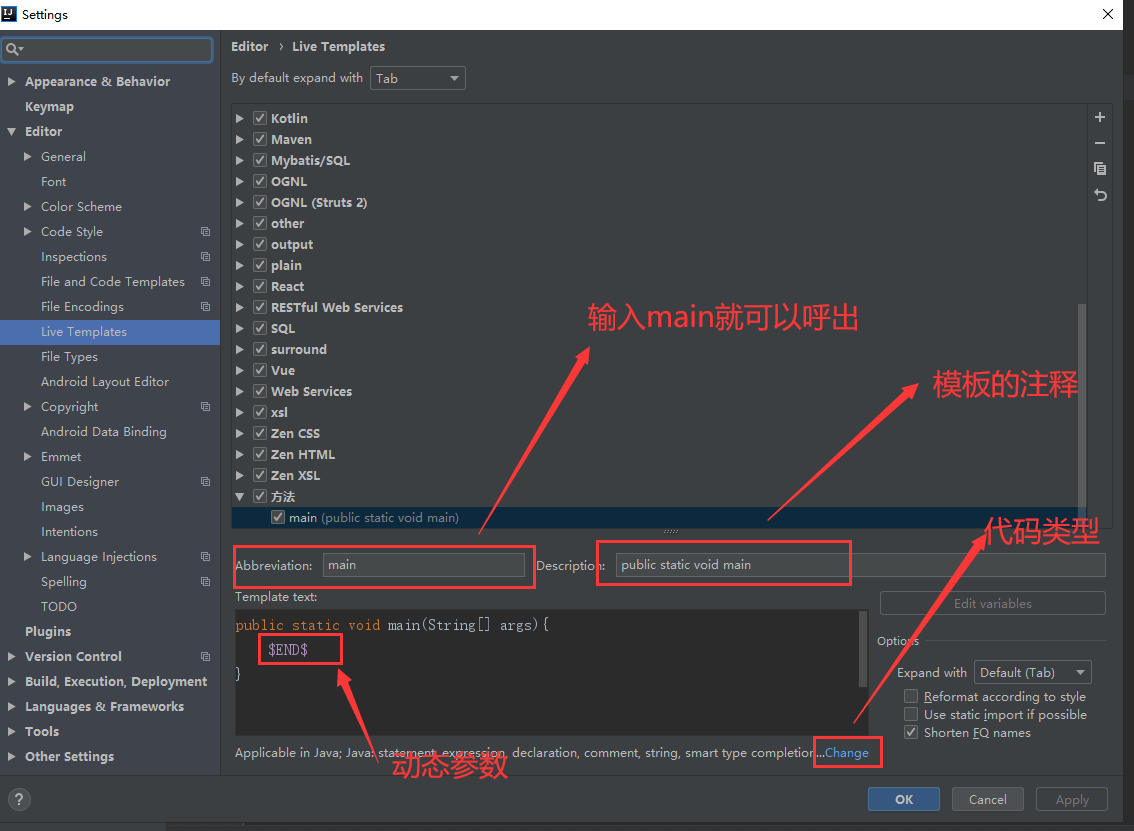 Settings
Editor › Live Templates
By default expand with Tab
Appearance & Behavior
Keymap
Editor
General
Font
Color Scheme
Code Style
Inspections
File and Code Templates
File Encodings
Live Templates
File Types
Android Layout Editor
Copyright
Android Data Binding
Emmet
GUI Designer
Images
Intentions
Language Injections
Spelling
TODO
Plugins
Version Control
Build, Execution, Deployment
Languages & Frameworks
Tools
Other Settings
Kotlin
Maven
Mybatis/SQL
OGNL
OGNL (Struts 2)
other
output
plain
React
RESTful Web Services
SQL
surround
Vue
Web Services
xsl
Zen CSS
Zen HTML
Zen XSL
方法
main (public static void main)
输入main就可以呼出
模板的注释
代码类型
Abbreviation: main
Description: public static void main
Template text:
public static void main(String[] args){
$END$
}
动态参数
Edit variables
Options
Expand with Default (Tab)
Reformat according to style
Use static import if possible
Shorten FQ names
Applicable in Java; Java: statement, expression, declaration, comment, string, smart type completion...Change
?
OK
Cancel
Apply